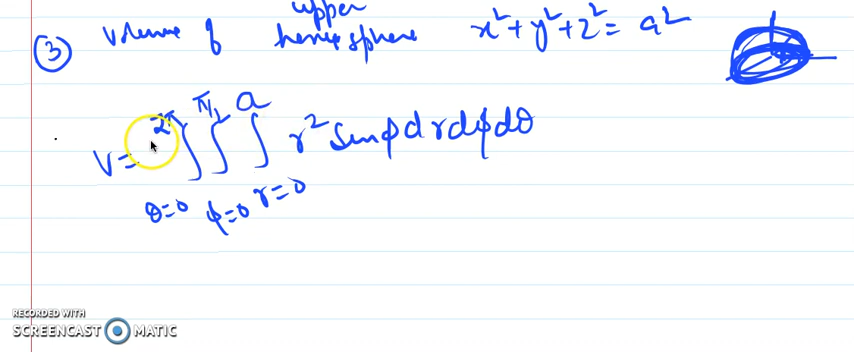 ③ volume of upper hemisphere x² + y² + z² = a²
V = ∫_{θ=0}^{2π} ∫_{φ=0}^{π/2} ∫_{r=0}^{a} r² sinφ dr dφ dθ
RECORDED WITH
SCREENCAST MATIC